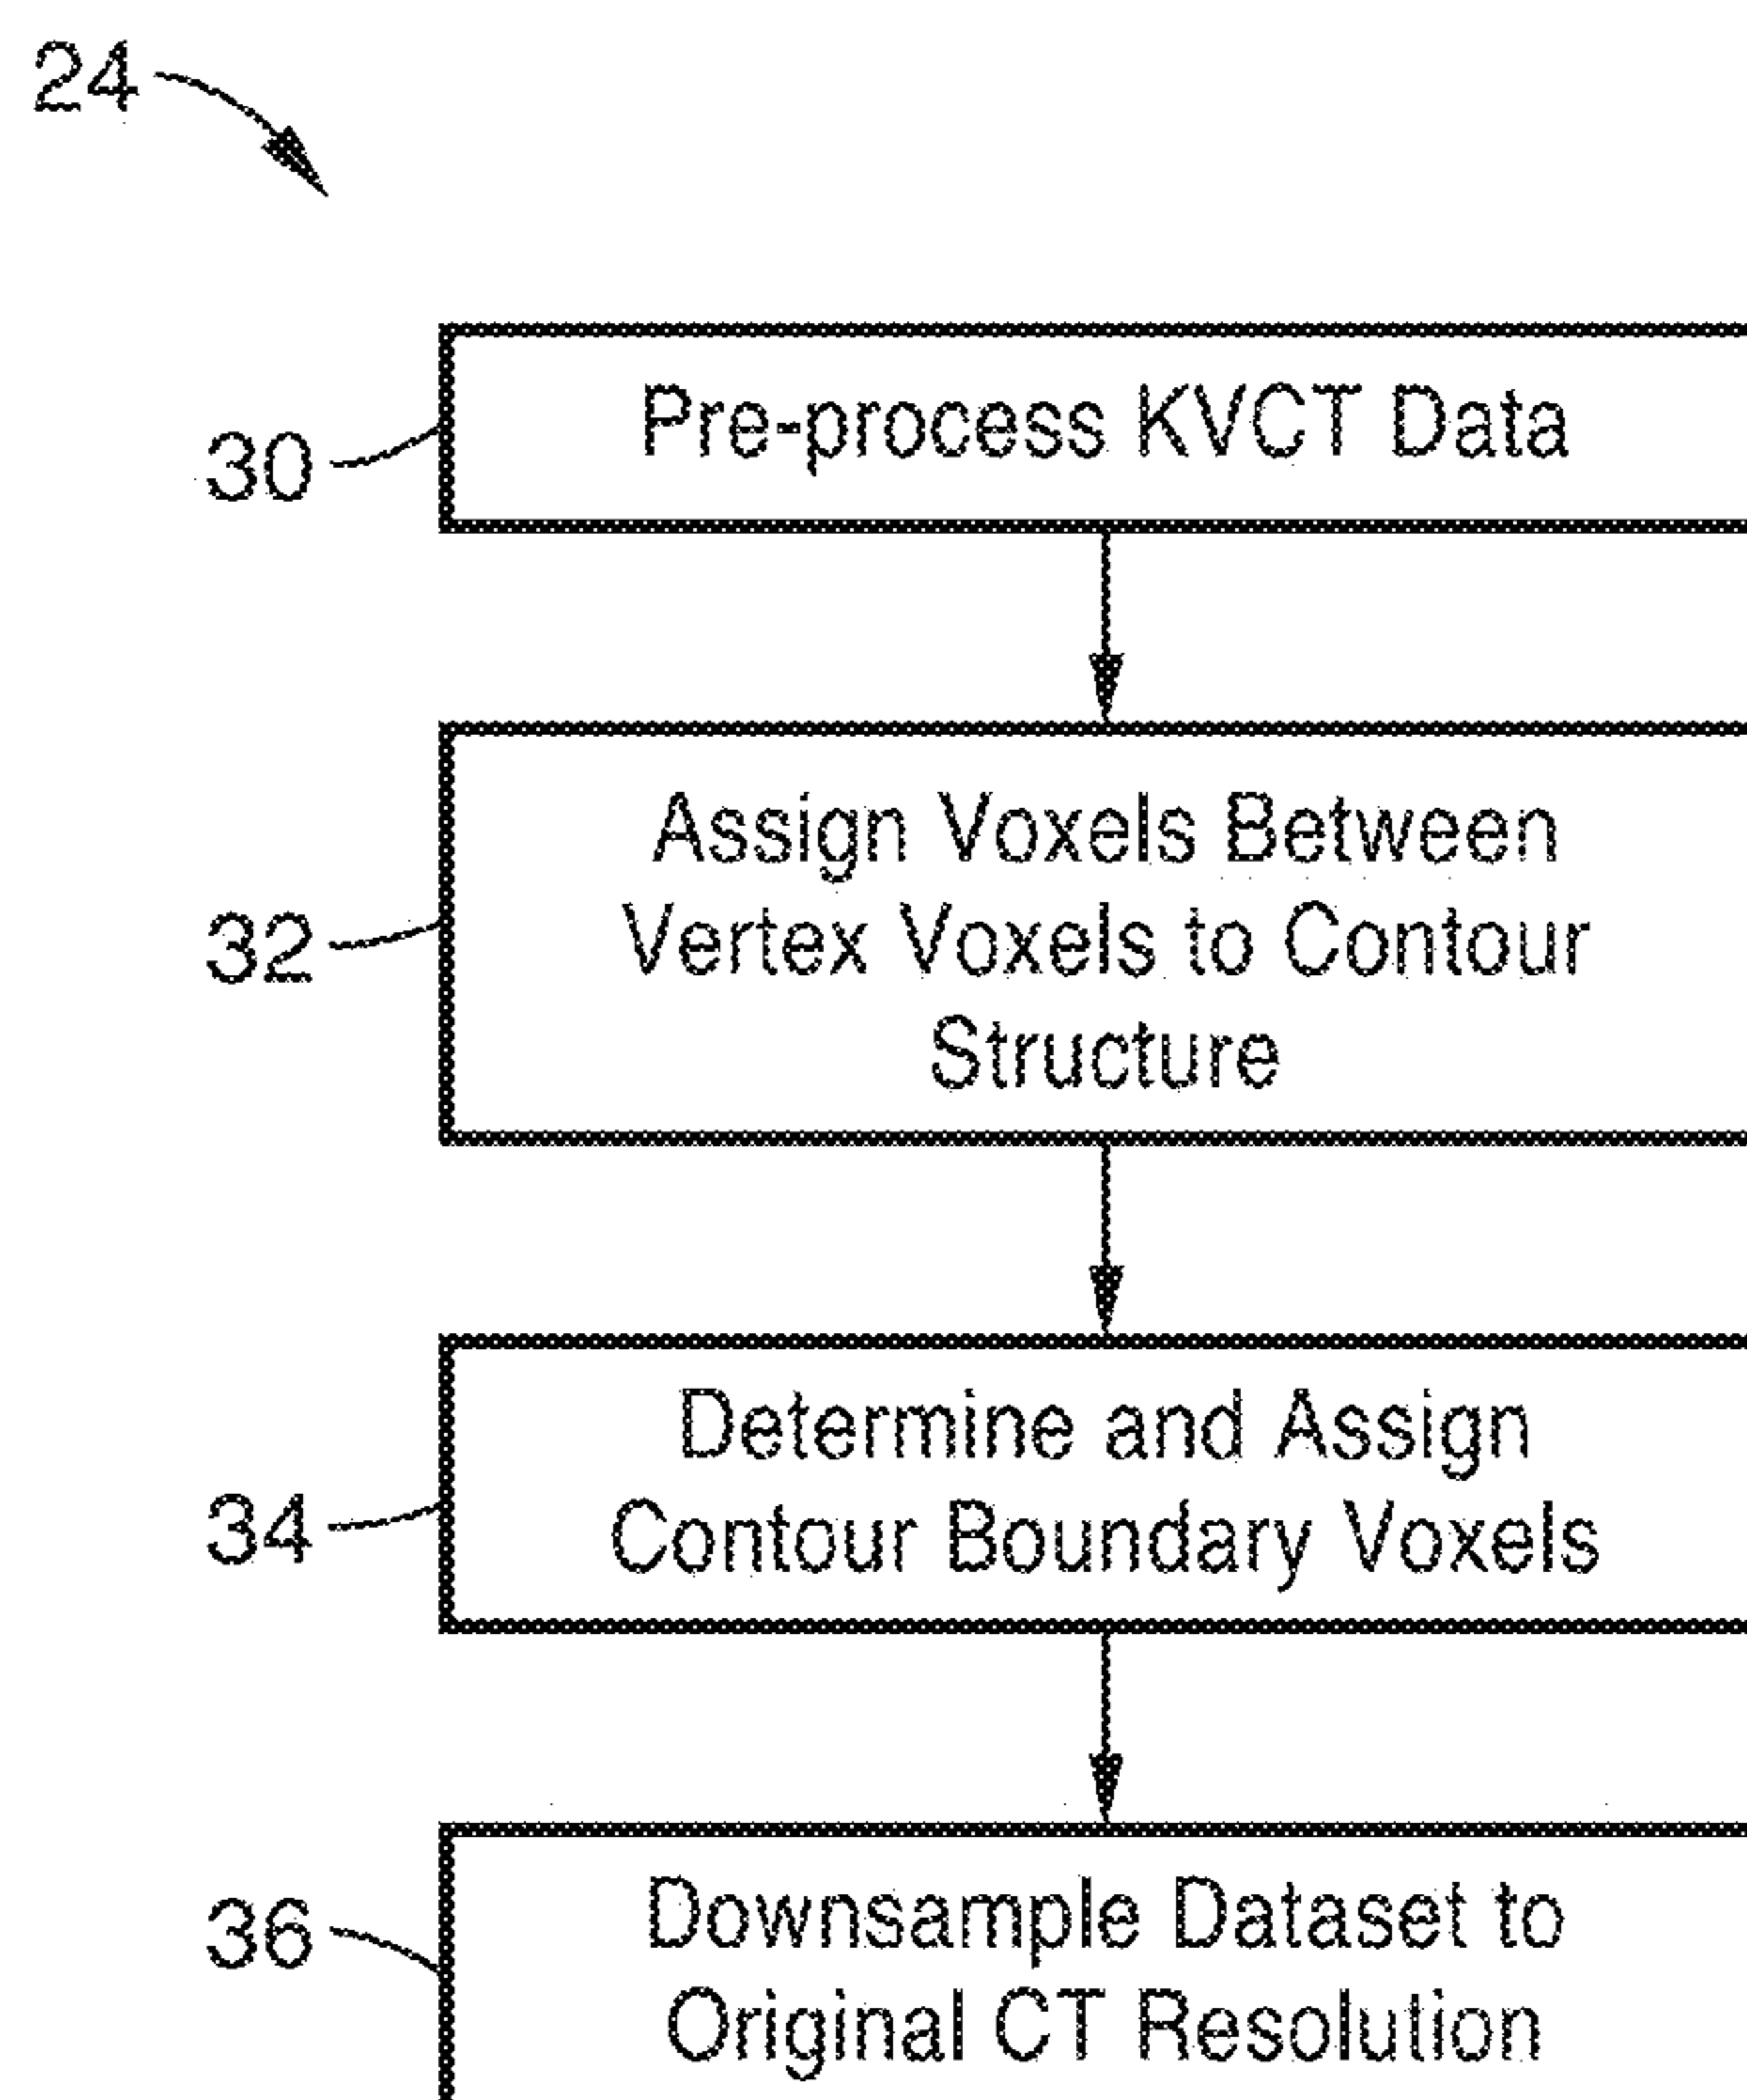 24
30
Pre-process KVCT Data
Assign Voxels Between
32
Vertex Voxels to Contour
Structure
Determine and Assign
34
Contour Boundary Voxels
36
Downsample Dataset to
Original CT Resolution